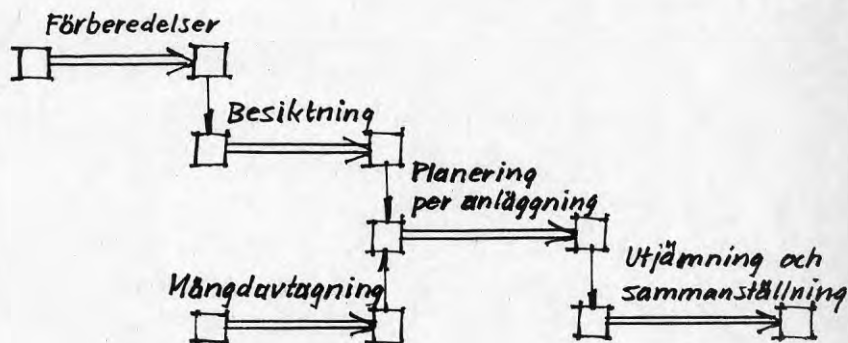 Förberedelser
Besiktning
Planering
per anläggning
Mängdavtagning
Utjämning och
sammanställning